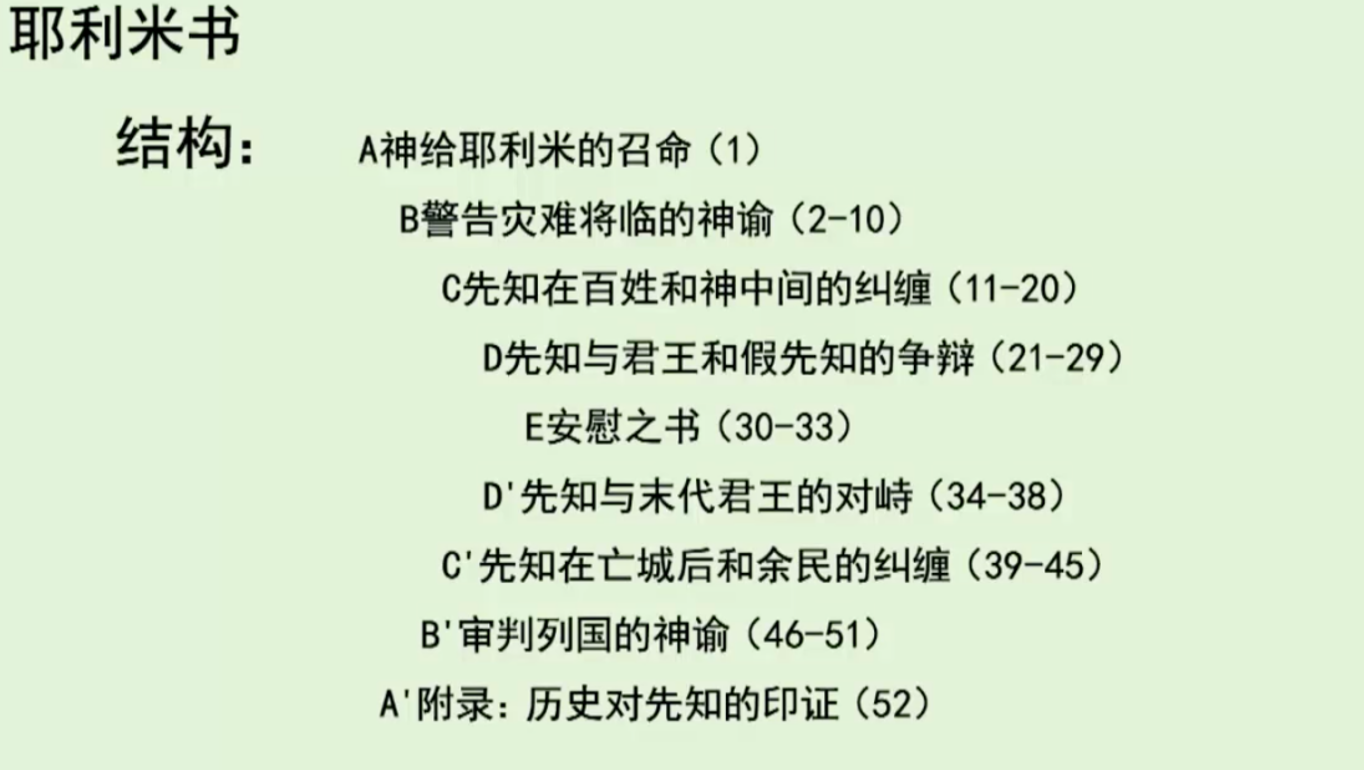 耶利米书
结构：
A神给耶利米的召命（1）
B警告灾难将临的神谕（2-10）
C先知在百姓和神中间的纠缠（11-20）
D先知与君王和假先知的争辩（21-29）
E安慰之书（30-33）
D'先知与末代君王的对峙（34-38）
C'先知在亡城后和余民的纠缠（39-45）
B'审判列国的神谕（46-51）
A'附录：历史对先知的印证（52）